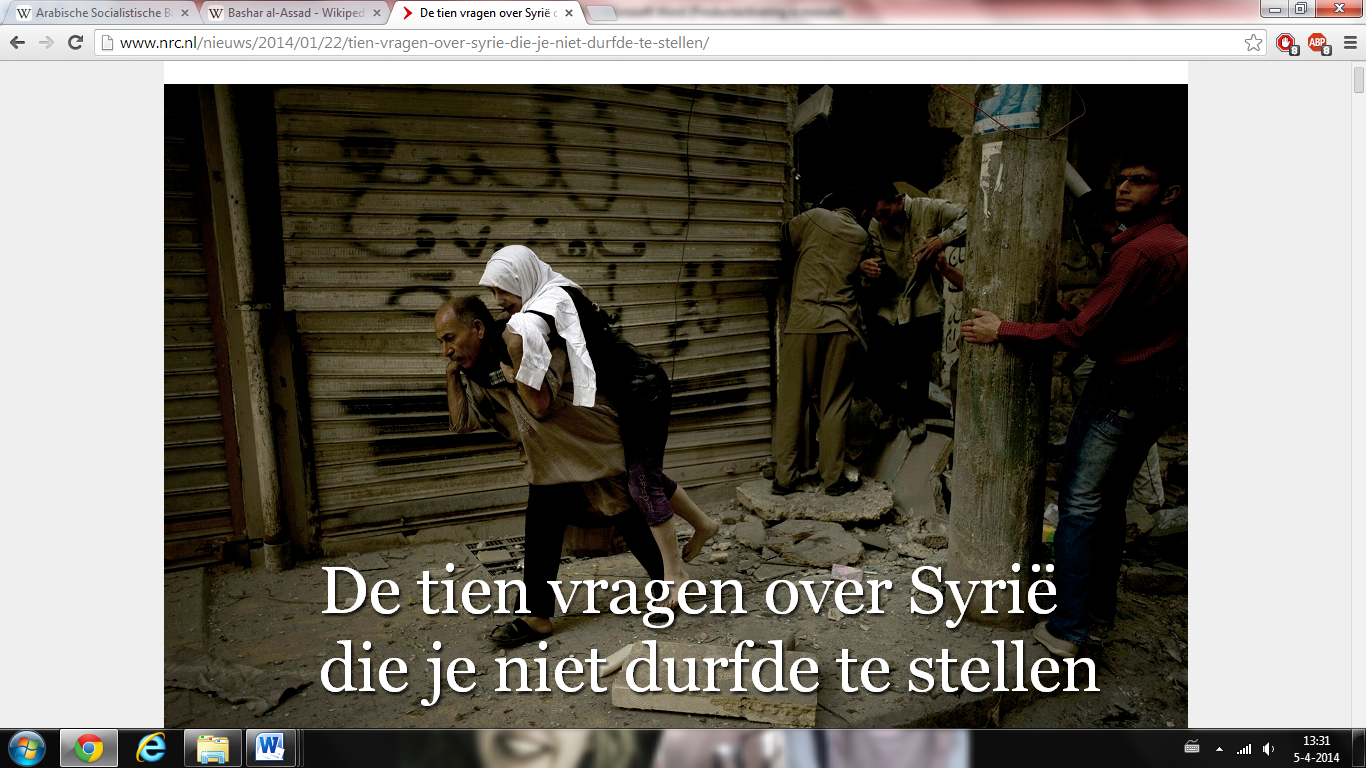 Arabische Socialistische B
Bashar al-Assad - Wikiped
De tien vragen over Syrië
www.nrc.nl/nieuws/2014/01/22/tien-vragen-over-syrie-die-je-niet-durfde-te-stellen/
8
ABP
8
De tien vragen over Syrië
die je niet durfde te stellen
13:31
5-4-2014